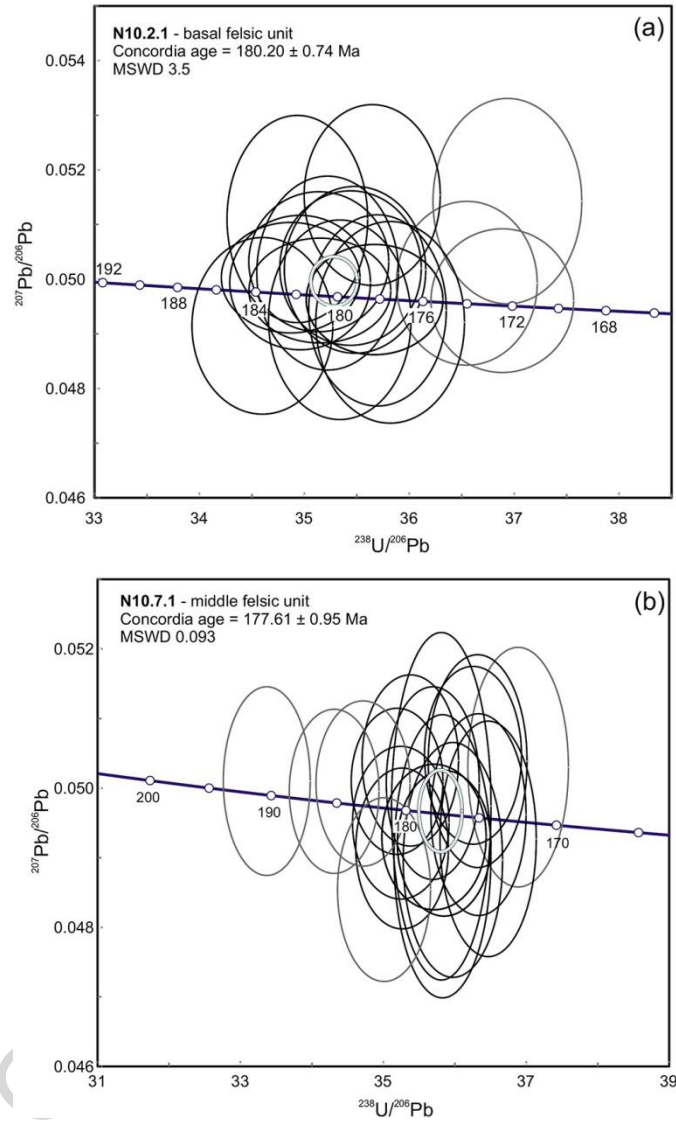 (a)
N10.2.1 - basal felsic unit
Concordia age = 180.20 ± 0.74 Ma
MSWD 3.5
0.054
0.052
0.050
0.048
0.046
²⁰⁷Pb/²⁰⁶Pb
192
188
184
180
176
172
168
33 34 35 36 37 38
²³⁸U/²⁰⁶Pb
(b)
N10.7.1 - middle felsic unit
Concordia age = 177.61 ± 0.95 Ma
MSWD 0.093
0.052
0.050
0.048
0.046
²⁰⁷Pb/²⁰⁶Pb
200
190
180
170
31 33 35 37 39
²³⁸U/²⁰⁶Pb